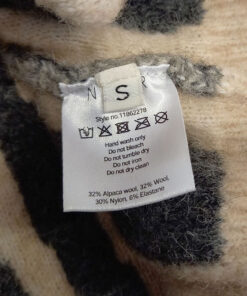 S
Style no: 11862278
Hand wash only
Do not bleach
Do not tumble dry
Do not iron
Do not dry clean
32% Alpaca wool, 32% Wool,
30% Nylon, 6% Elastane